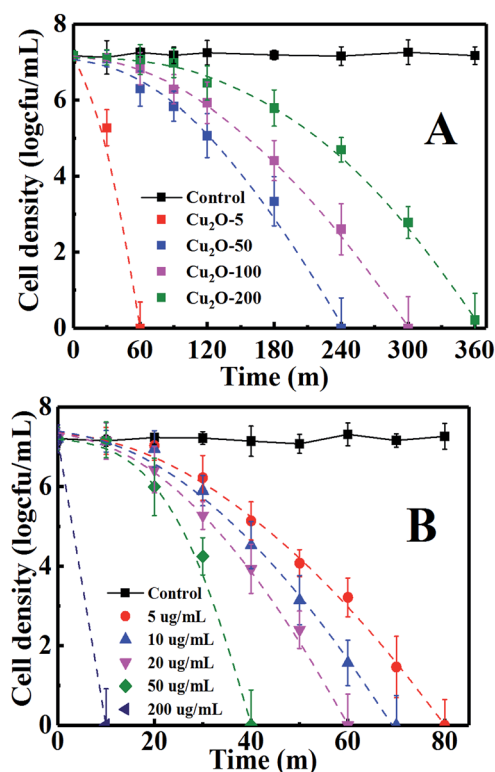 Cell density (logcfu/mL)
8
6
4
2
0
A
Control
Cu₂O-5
Cu₂O-50
Cu₂O-100
Cu₂O-200
0 60 120 180 240 300 360
Time (m)
Cell density (logcfu/mL)
8
6
4
2
0
B
Control
5 ug/mL
10 ug/mL
20 ug/mL
50 ug/mL
200 ug/mL
0 20 40 60 80
Time (m)